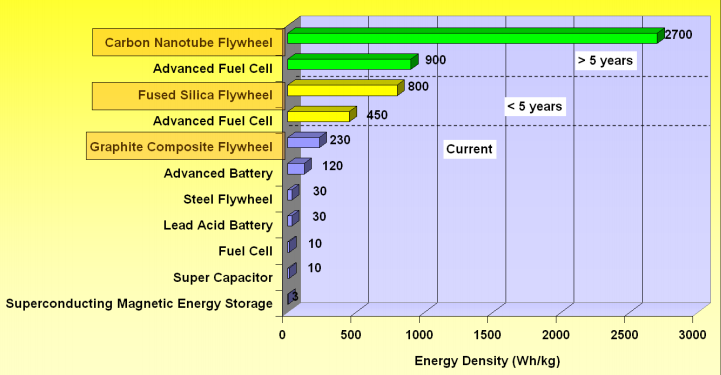 Carbon Nanotube Flywheel 2700
Advanced Fuel Cell 900
> 5 years
Fused Silica Flywheel 800
< 5 years
Advanced Fuel Cell 450
Graphite Composite Flywheel 230
Current
Advanced Battery 120
Steel Flywheel 30
Lead Acid Battery 30
Fuel Cell 10
Super Capacitor 10
Superconducting Magnetic Energy Storage 3
0 500 1000 1500 2000 2500 3000
Energy Density (Wh/kg)